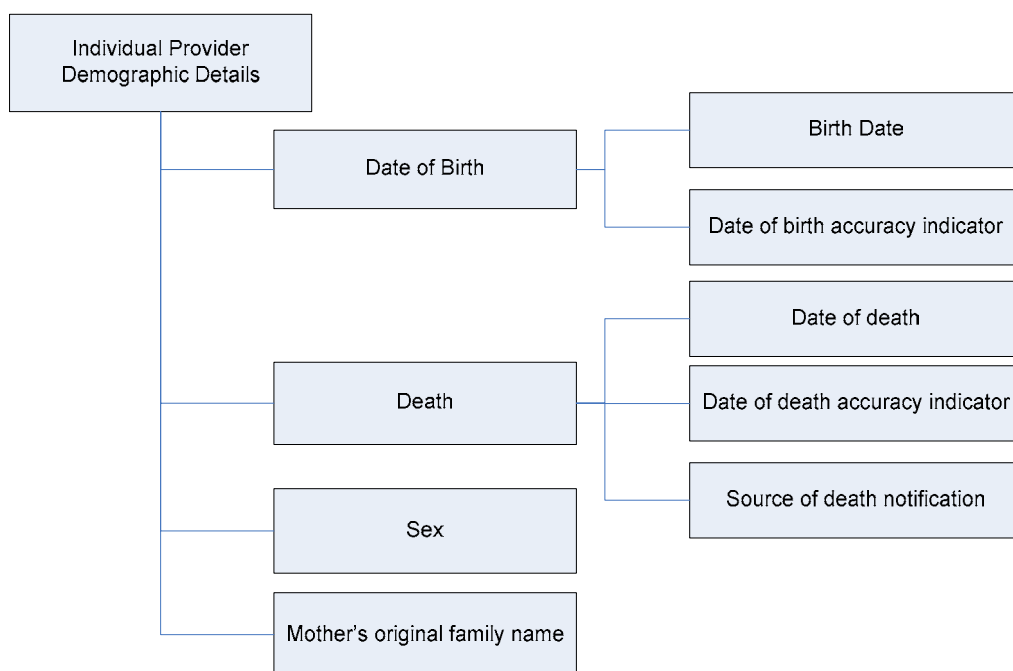 Individual Provider
Demographic Details
Date of Birth
Birth Date
Date of birth accuracy indicator
Death
Date of death
Date of death accuracy indicator
Source of death notification
Sex
Mother’s original family name